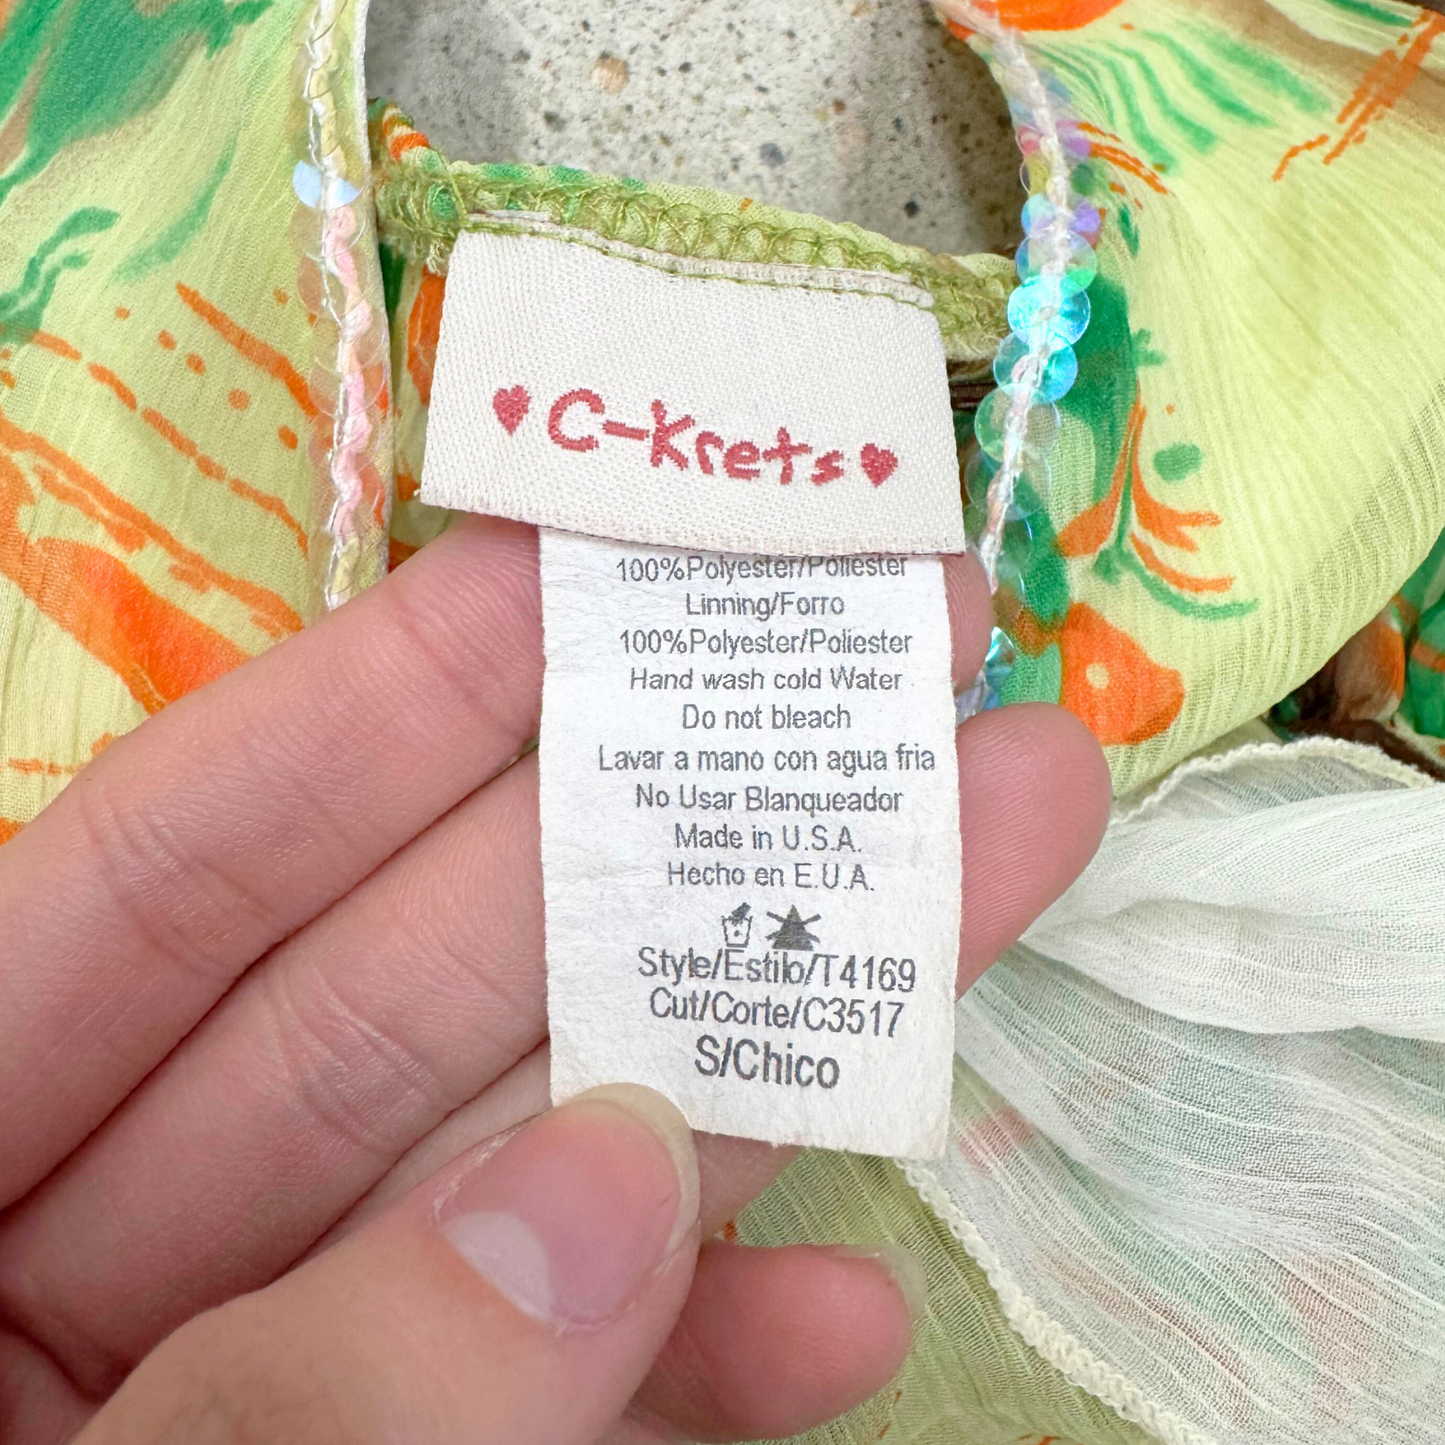 ♥C-Krets♥
100%Polyester/Poliester
Linning/Forro
100%Polyester/Poliester
Hand wash cold Water
Do not bleach
Lavar a mano con agua fria
No Usar Blanqueador
Made in U.S.A.
Hecho en E.U.A.
Style/Estilo/T4169
Cut/Corte/C3517
S/Chico